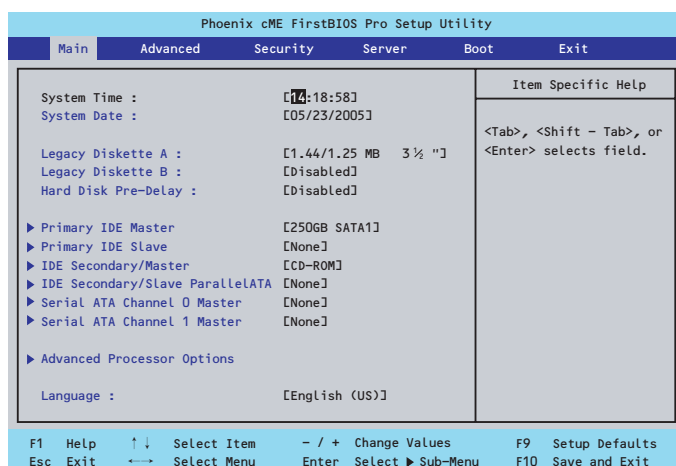 Phoenix cME FirstBIOS Pro Setup Utility
Main Advanced Security Server Boot Exit
Item Specific Help
System Time : [14:18:58]
System Date : [05/23/2005]
<Tab>, <Shift - Tab>, or
<Enter> selects field.
Legacy Diskette A : [1.44/1.25 MB 3½ "]
Legacy Diskette B : [Disabled]
Hard Disk Pre-Delay : [Disabled]
▶ Primary IDE Master [250GB SATA1]
▶ Primary IDE Slave [None]
▶ IDE Secondary/Master [CD-ROM]
▶ IDE Secondary/Slave ParallelATA [None]
▶ Serial ATA Channel 0 Master [None]
▶ Serial ATA Channel 1 Master [None]
▶ Advanced Processor Options
Language : [English (US)]
F1 Help ↑↓ Select Item - / + Change Values F9 Setup Defaults
Esc Exit ←→ Select Menu Enter Select ▶ Sub-Menu F10 Save and Exit